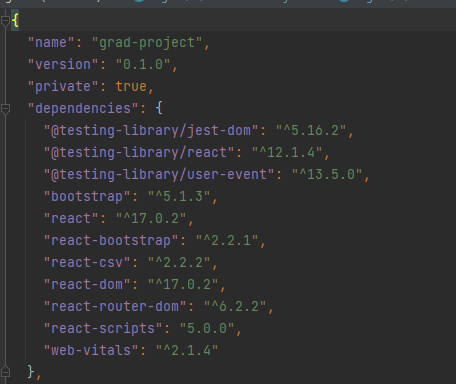 {
"name": "grad-project",
"version": "0.1.0",
"private": true,
"dependencies": {
"@testing-library/jest-dom": "^5.16.2",
"@testing-library/react": "^12.1.4",
"@testing-library/user-event": "^13.5.0",
"bootstrap": "^5.1.3",
"react": "^17.0.2",
"react-bootstrap": "^2.2.1",
"react-csv": "^2.2.2",
"react-dom": "^17.0.2",
"react-router-dom": "^6.2.2",
"react-scripts": "5.0.0",
"web-vitals": "^2.1.4"
},